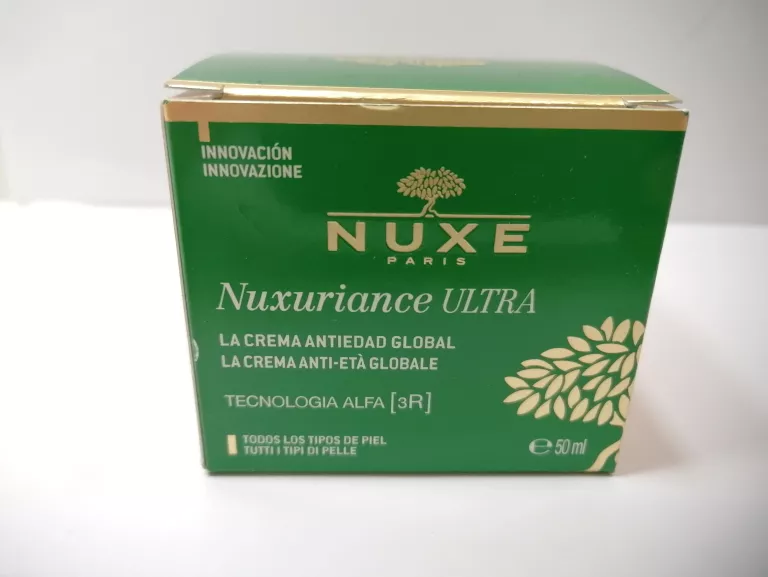 INNOVACIÓN
INNOVAZIONE
NUXE
PARIS
Nuxuriance ULTRA
LA CREMA ANTIEDAD GLOBAL
LA CREMA ANTI-ETÀ GLOBALE
TECNOLOGIA ALFA [3R]
TODOS LOS TIPOS DE PIEL
TUTTI I TIPI DI PELLE
℮ 50 ml